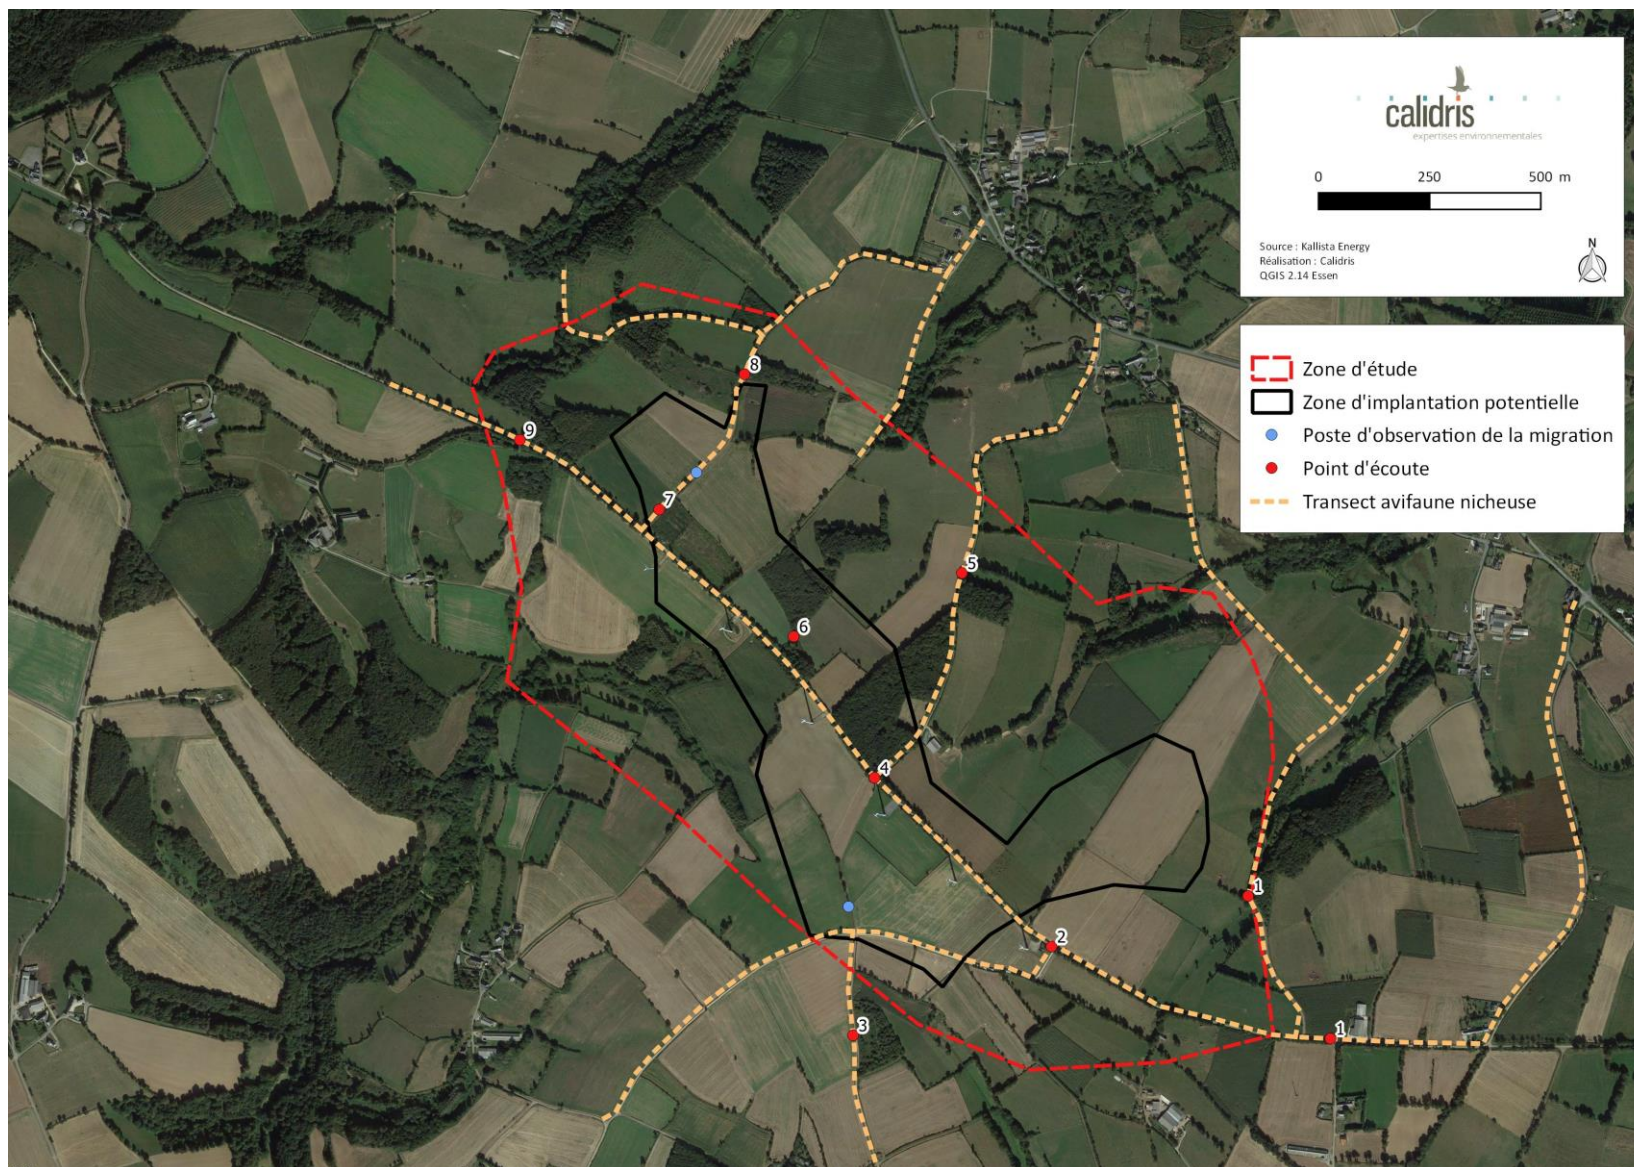 calidris
expertises environnementales
0 250 500 m
Source : Kallista Energy
Réalisation : Calidris
QGIS 2.14 Essen
N
Zone d'étude
Zone d'implantation potentielle
Poste d'observation de la migration
Point d'écoute
Transect avifaune nicheuse
8
9
7
5
6
4
1
2
3
1